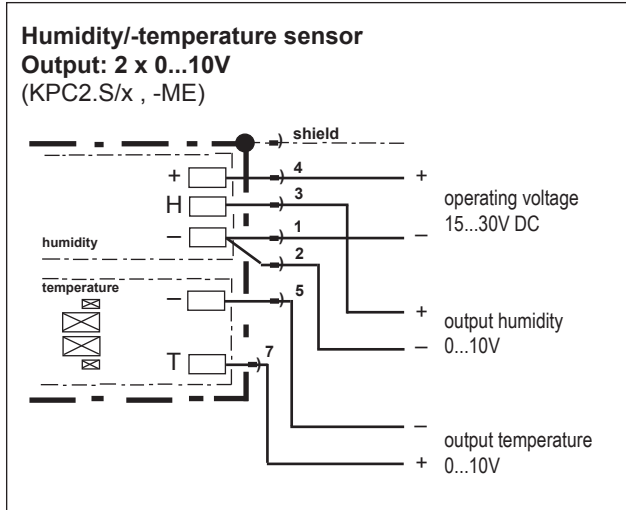 Humidity/-temperature sensor
Output: 2 x 0...10V
(KPC2.S/x , -ME)
shield
+ 4 +
H 3
operating voltage
15...30V DC
– 1 –
humidity
2
temperature
– 5
+
output humidity
– 0...10V
T 7
–
output temperature
+ 0...10V